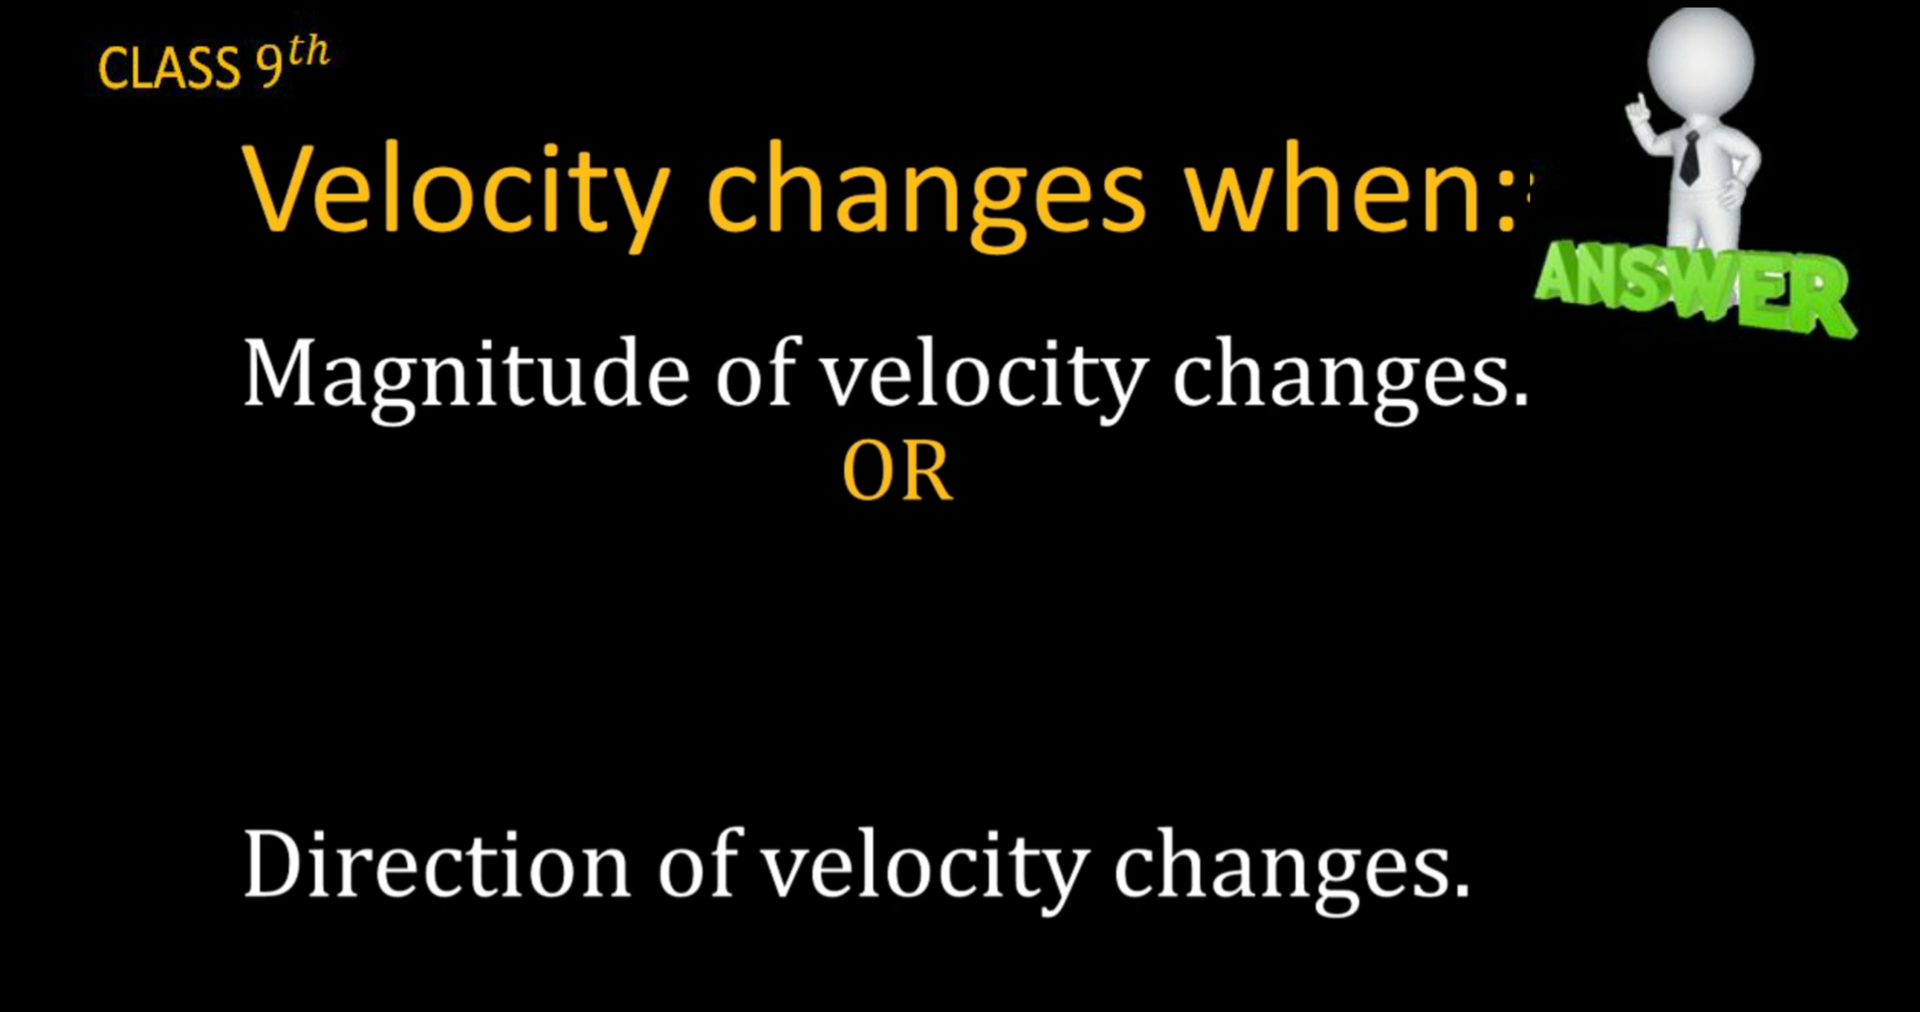 CLASS 9th
Velocity changes when:
ANSWER
Magnitude of velocity changes.
OR
Direction of velocity changes.